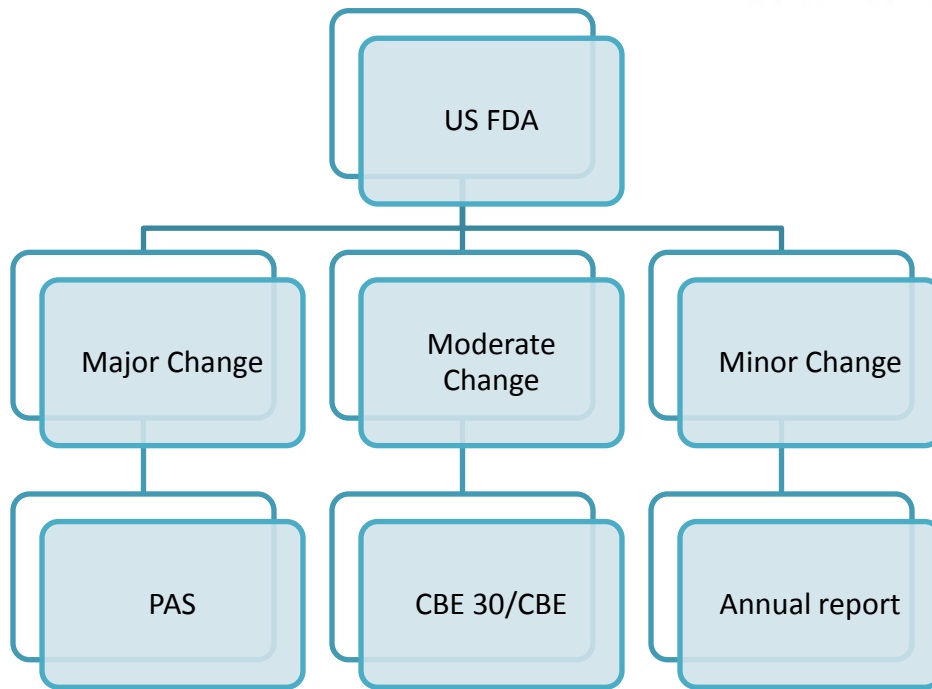 US FDA
Major Change
Moderate
Change
Minor Change
PAS
CBE 30/CBE
Annual report